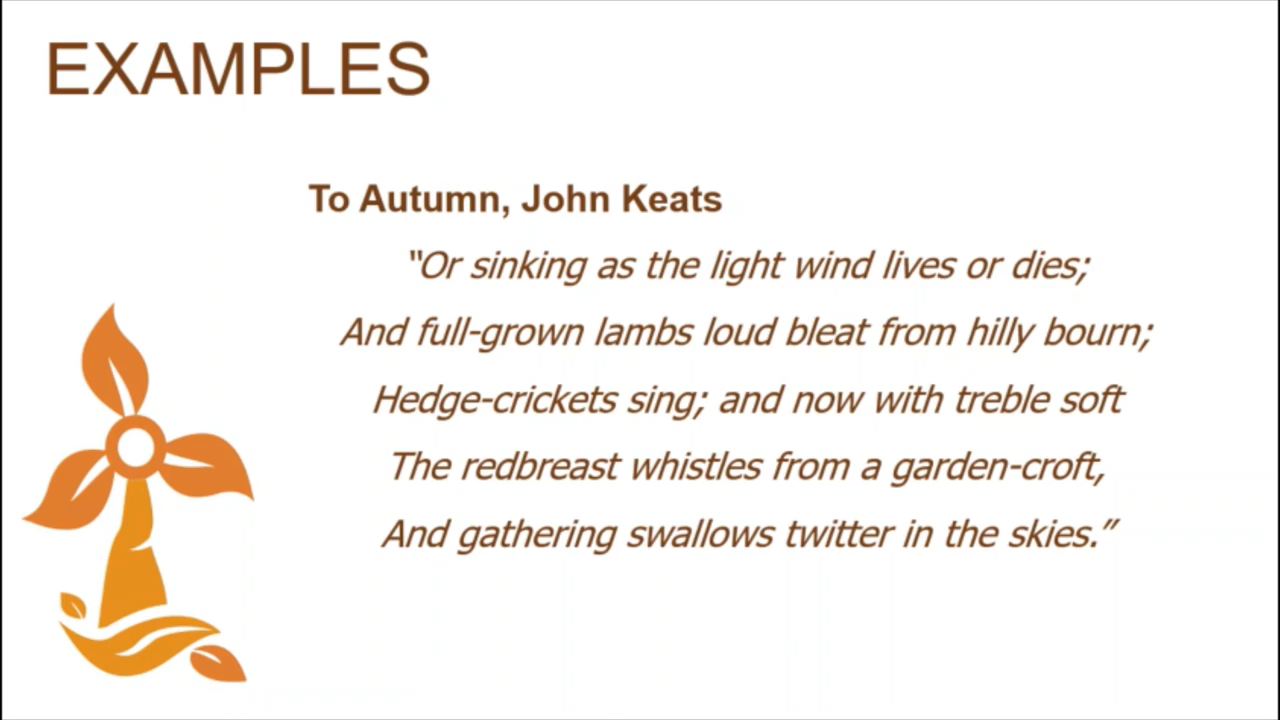 EXAMPLES
To Autumn, John Keats
“Or sinking as the light wind lives or dies;
And full-grown lambs loud bleat from hilly bourn;
Hedge-crickets sing; and now with treble soft
The redbreast whistles from a garden-croft,
And gathering swallows twitter in the skies.”